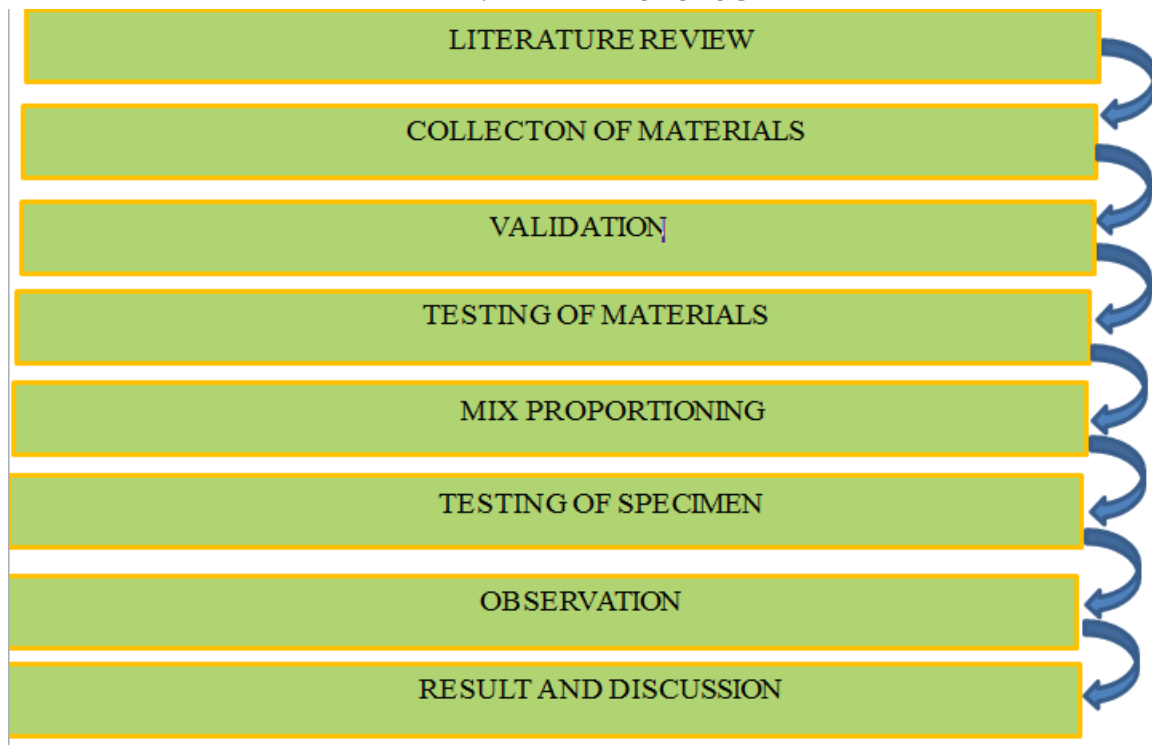 LITERATURE REVIEW
COLLECTON OF MATERIALS
VALIDATION
TESTING OF MATERIALS
MIX PROPORTIONING
TESTING OF SPECIMEN
OBSERVATION
RESULT AND DISCUSSION